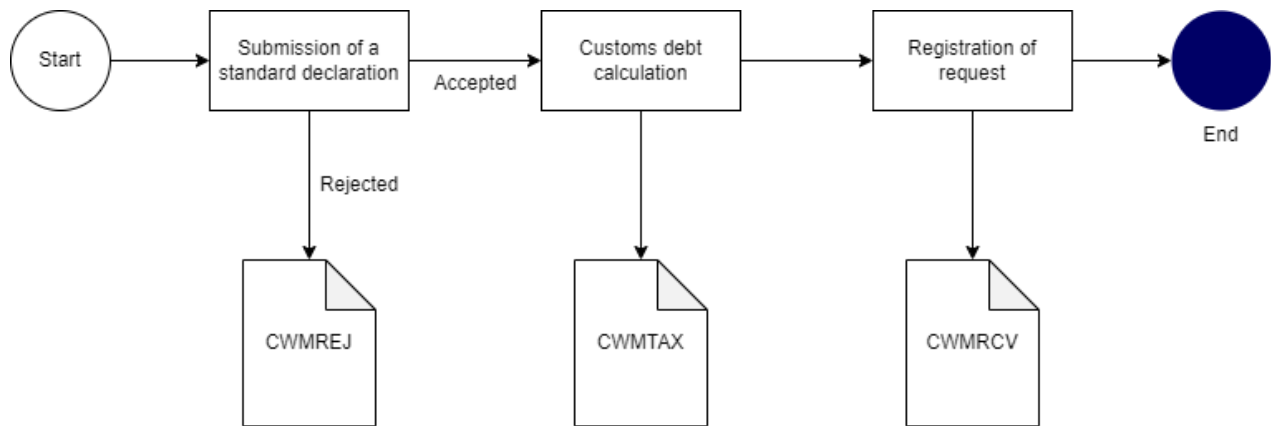 Start
Submission of a
standard declaration
Accepted
Customs debt
calculation
Registration of
request
End
Rejected
CWMREJ
CWMTAX
CWMRCV